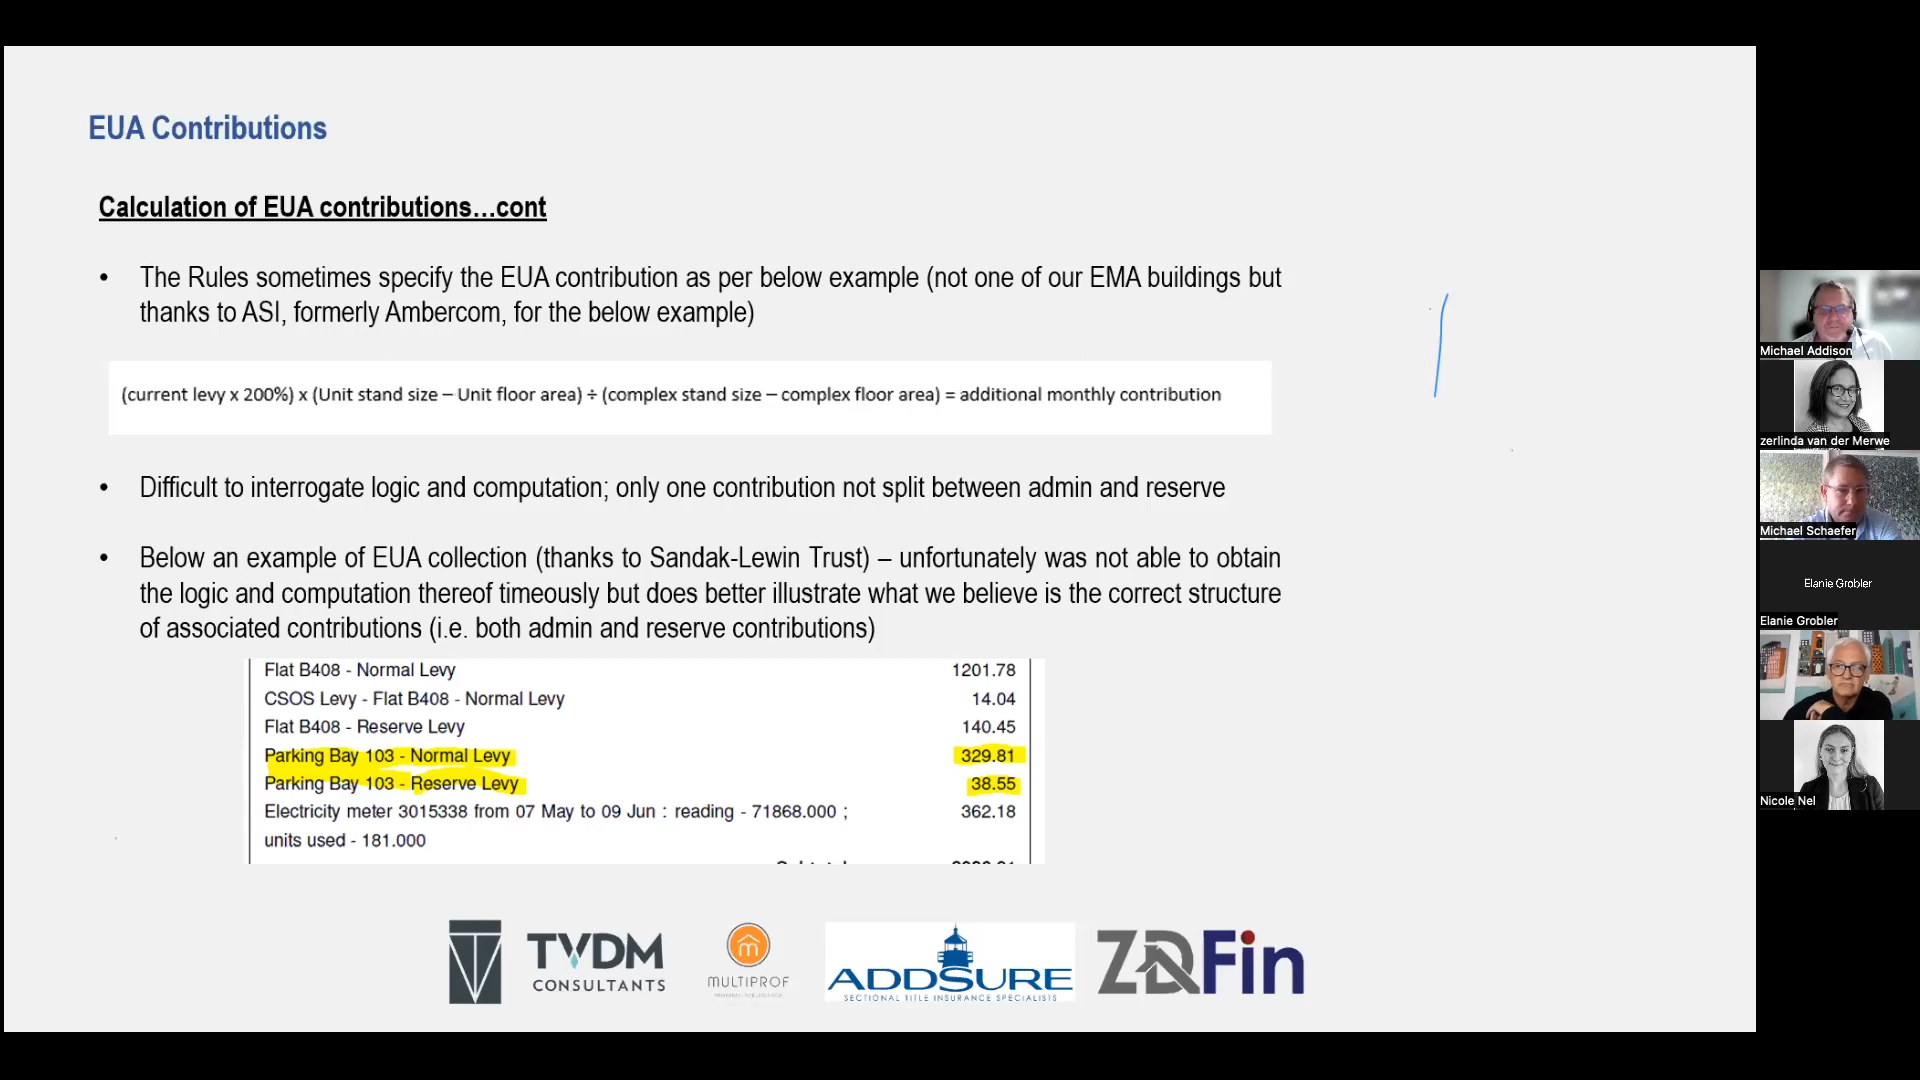 EUA Contributions
Calculation of EUA contributions…cont
• The Rules sometimes specify the EUA contribution as per below example (not one of our EMA buildings but
thanks to ASI, formerly Ambercom, for the below example)
(current levy x 200%) x (Unit stand size – Unit floor area) ÷ (complex stand size – complex floor area) = additional monthly contribution
• Difficult to interrogate logic and computation; only one contribution not split between admin and reserve
• Below an example of EUA collection (thanks to Sandak-Lewin Trust) – unfortunately was not able to obtain
the logic and computation thereof timeously but does better illustrate what we believe is the correct structure
of associated contributions (i.e. both admin and reserve contributions)
Flat B408 - Normal Levy 1201.78
CSOS Levy - Flat B408 - Normal Levy 14.04
Flat B408 - Reserve Levy 140.45
Parking Bay 103 - Normal Levy 329.81
Parking Bay 103 - Reserve Levy 38.55
Electricity meter 3015338 from 07 May to 09 Jun : reading - 71868.000 ; 362.18
units used - 181.000
TVDM
CONSULTANTS
MULTIPROF
ADDSURE
SECTIONAL TITLE INSURANCE SPECIALISTS
ZDFin
Michael Addison
zerlinda van der Merwe
Michael Schaefer
Elanie Grobler
Elanie Grobler
Nicole Nel